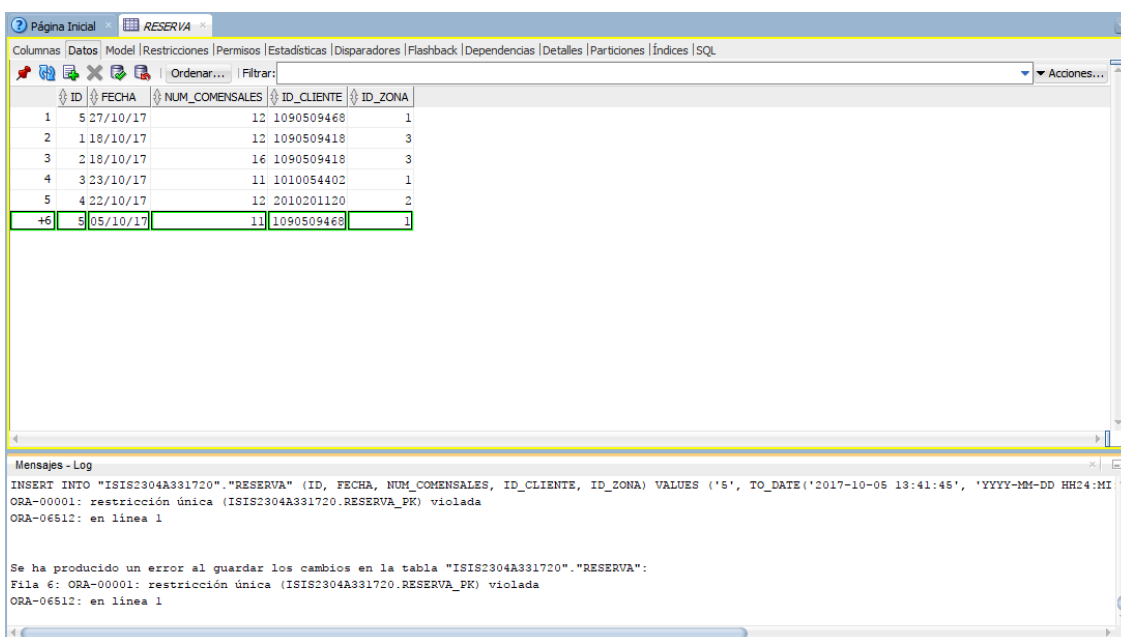 Página Inicial RESERVA
Columnas Datos Model Restricciones Permisos Estadísticas Disparadores Flashback Dependencias Detalles Particiones Índices SQL
Ordenar... Filtrar: Acciones...
ID FECHA NUM_COMENSALES ID_CLIENTE ID_ZONA
1 5 27/10/17 12 1090509468 1
2 1 18/10/17 12 1090509418 3
3 2 18/10/17 16 1090509418 3
4 3 23/10/17 11 1010054402 1
5 4 22/10/17 12 2010201120 2
+6 5 05/10/17 11 1090509468 1
Mensajes - Log
INSERT INTO "ISIS2304A331720"."RESERVA" (ID, FECHA, NUM_COMENSALES, ID_CLIENTE, ID_ZONA) VALUES ('5', TO_DATE('2017-10-05 13:41:45', 'YYYY-MM-DD HH24:MI:
ORA-00001: restricción única (ISIS2304A331720.RESERVA_PK) violada
ORA-06512: en línea 1
Se ha producido un error al guardar los cambios en la tabla "ISIS2304A331720"."RESERVA":
Fila 6: ORA-00001: restricción única (ISIS2304A331720.RESERVA_PK) violada
ORA-06512: en línea 1